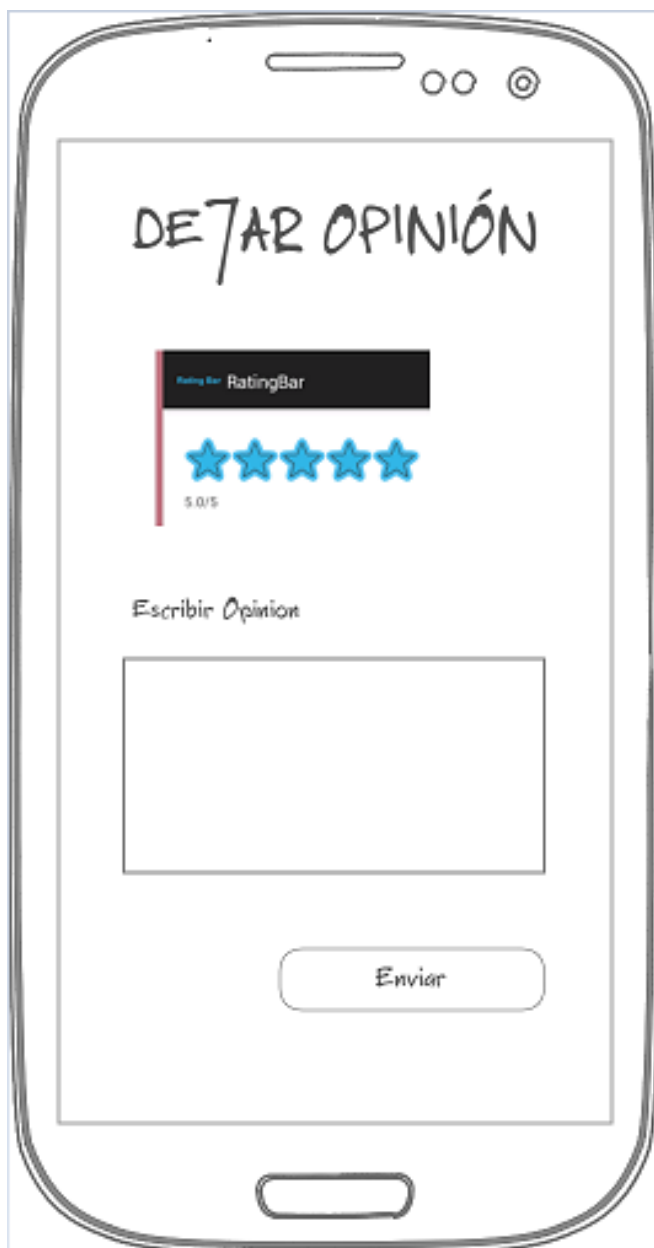 DEJAR OPINIÓN
Rating Bar RatingBar
5.0/5
Escribir Opinion
Enviar